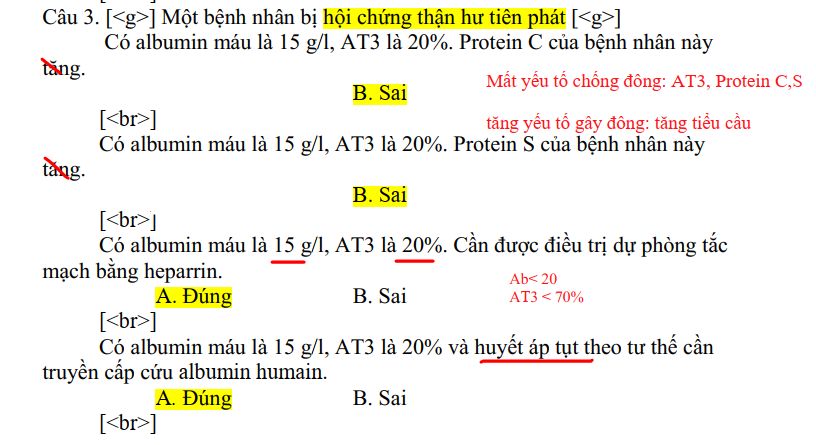 Câu 3. [<g>] Một bệnh nhân bị hội chứng thận hư tiên phát [<g>]
Có albumin máu là 15 g/l, AT3 là 20%. Protein C của bệnh nhân này
tăng.
Mất yếu tố chống đông: AT3, Protein C,S
B. Sai
[<br>]
tăng yếu tố gây đông: tăng tiểu cầu
Có albumin máu là 15 g/l, AT3 là 20%. Protein S của bệnh nhân này
tăng.
B. Sai
[<br>]
Có albumin máu là 15 g/l, AT3 là 20%. Cần được điều trị dự phòng tắc
mạch bằng heparrin.
Ab< 20
A. Đúng B. Sai
AT3 < 70%
[<br>]
Có albumin máu là 15 g/l, AT3 là 20% và huyết áp tụt theo tư thế cần
truyền cấp cứu albumin humain.
A. Đúng B. Sai
[<br>]